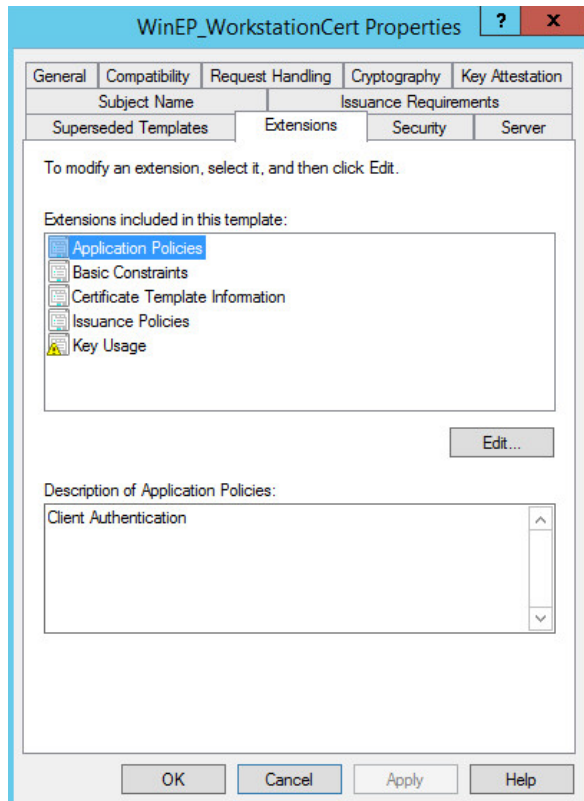 WinEP_WorkstationCert Properties
?
x
General
Compatibility
Request Handling
Cryptography
Key Attestation
Subject Name
Issuance Requirements
Superseded Templates
Extensions
Security
Server
To modify an extension, select it, and then click Edit.
Extensions included in this template:
Application Policies
Basic Constraints
Certificate Template Information
Issuance Policies
Key Usage
Edit...
Description of Application Policies:
Client Authentication
OK
Cancel
Apply
Help